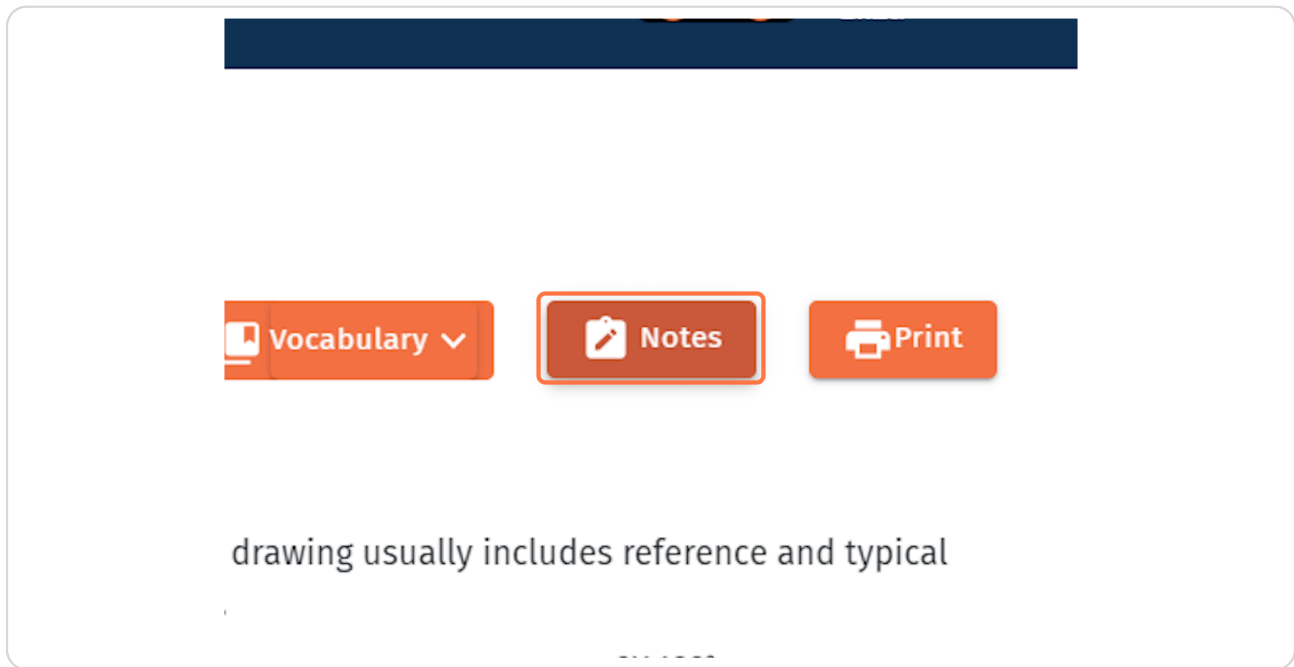 Vocabulary
Notes
Print
drawing usually includes reference and typical